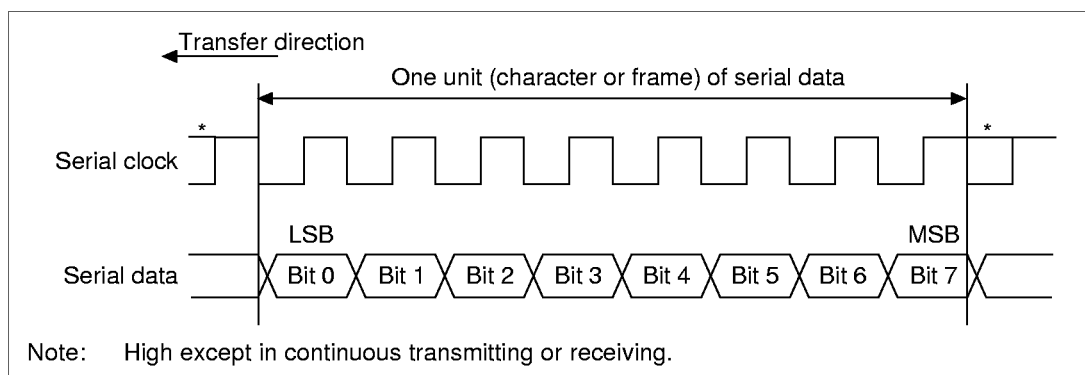 Transfer direction
One unit (character or frame) of serial data
* *
Serial clock
LSB MSB
Serial data Bit 0 Bit 1 Bit 2 Bit 3 Bit 4 Bit 5 Bit 6 Bit 7
Note: High except in continuous transmitting or receiving.